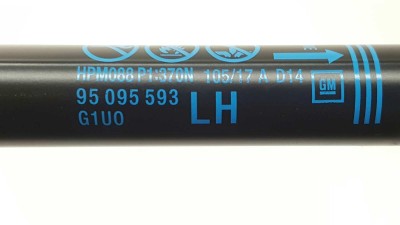 HPM088 P1:370N 105/17 A D14
95 095 593 LH
G1U0
GM